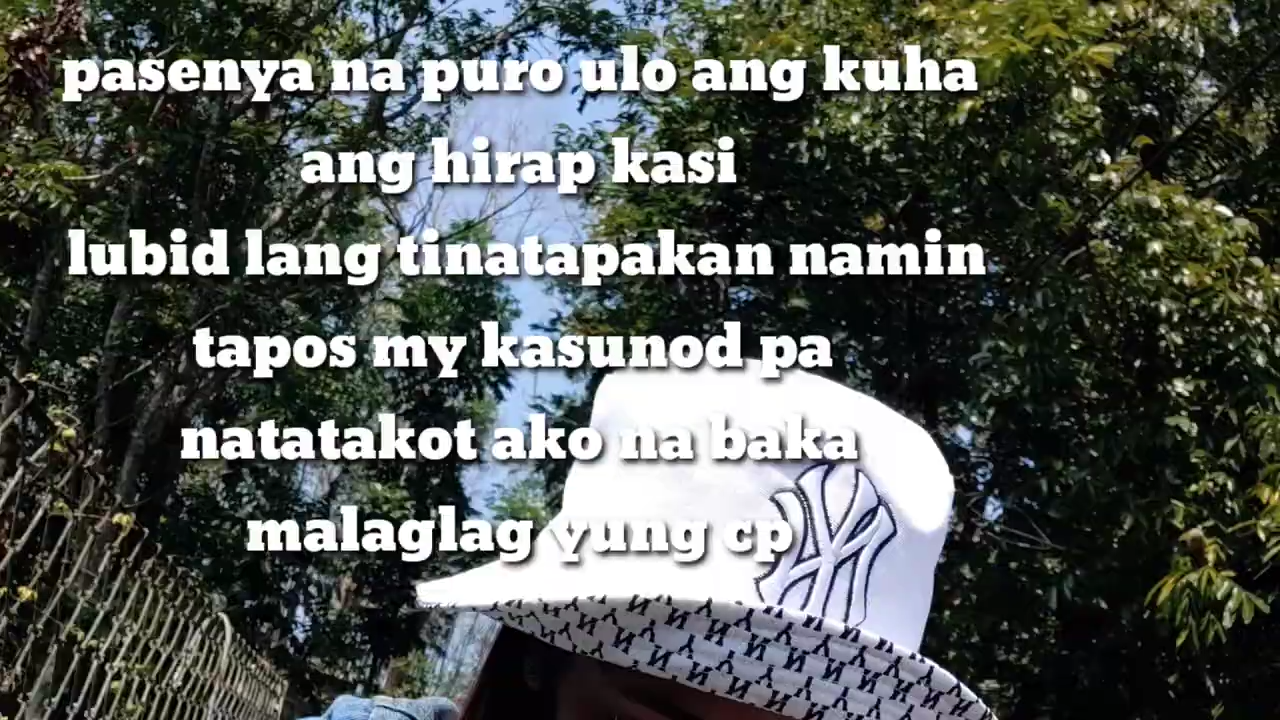 pasenya na puro ulo ang kuha
ang hirap kasi
lubid lang tinatapakan namin
tapos my kasunod pa
natatakot ako na baka
malaglag yung cp
NY